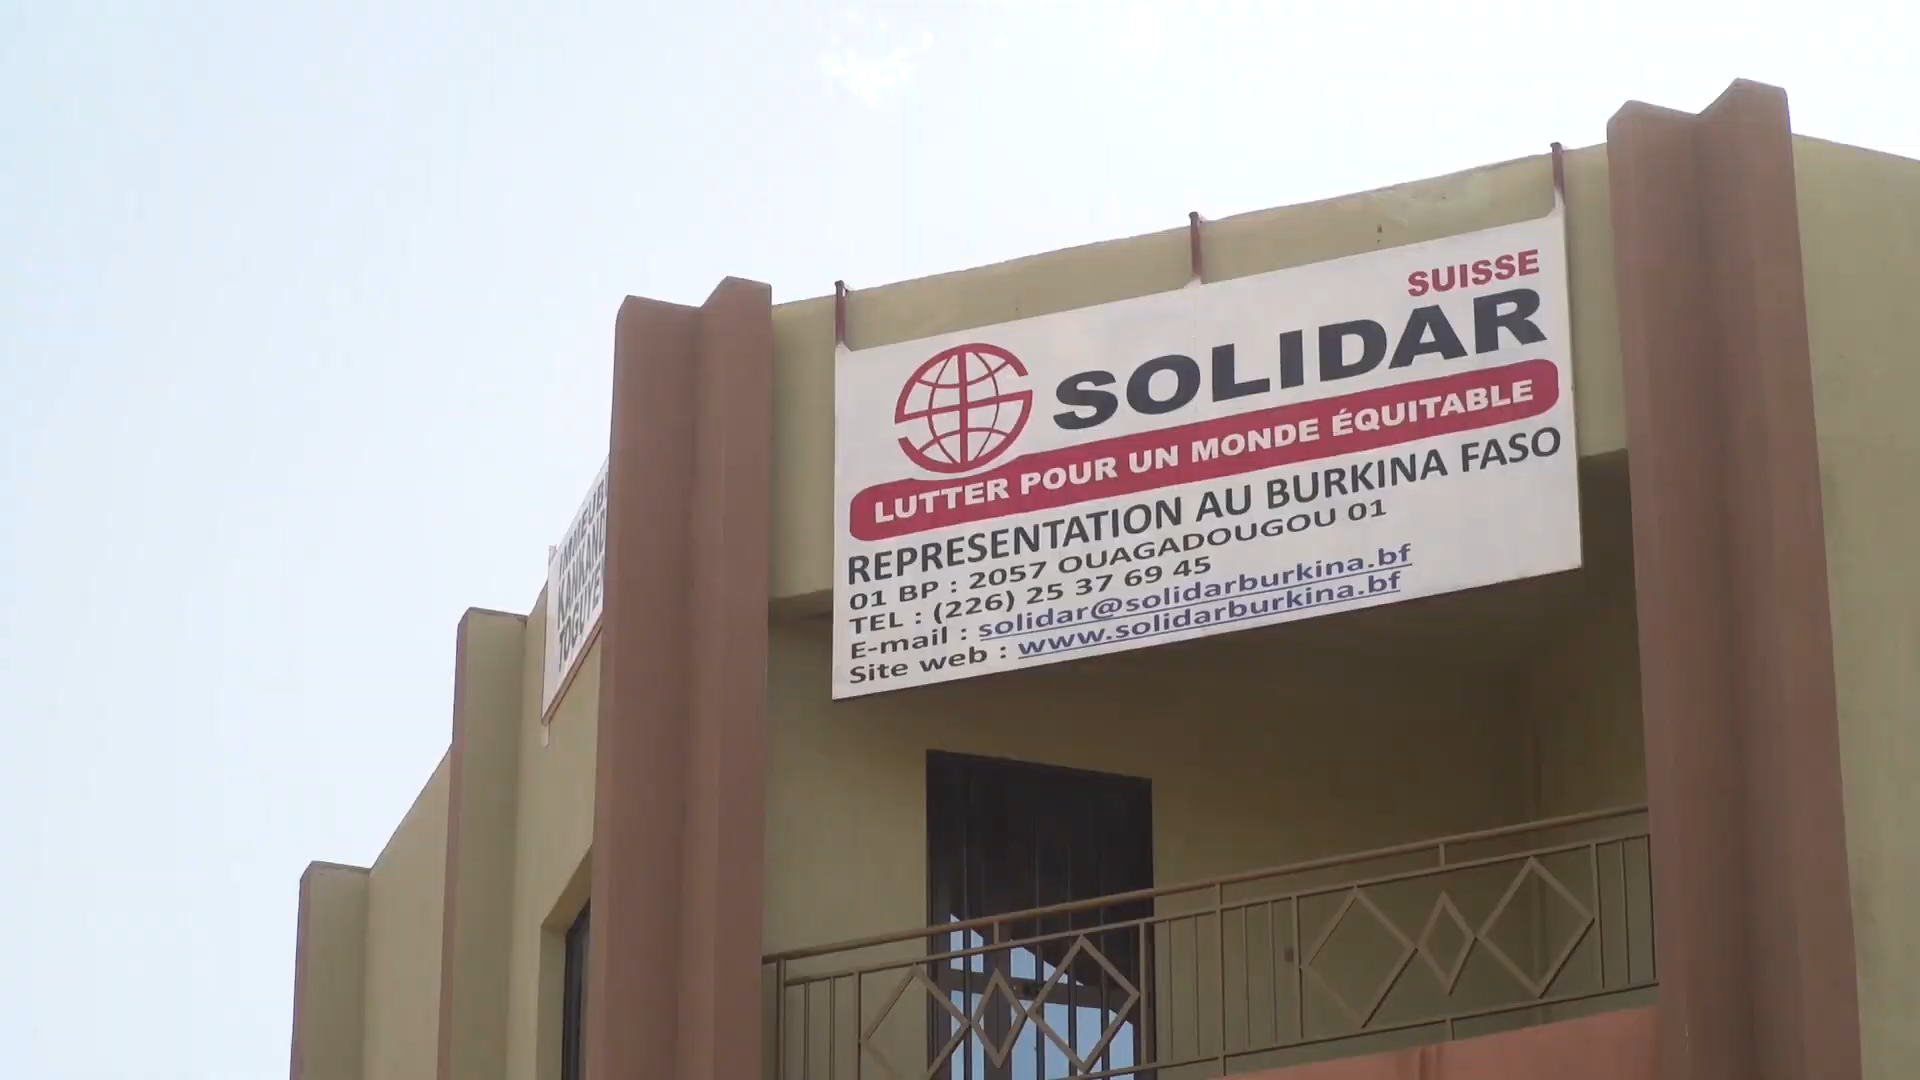 SUISSE
SOLIDAR
LUTTER POUR UN MONDE ÉQUITABLE
REPRESENTATION AU BURKINA FASO
01 BP : 2057 OUAGADOUGOU 01
TEL : (226) 25 37 69 45
E-mail : solidar@solidarburkina.bf
Site web : www.solidarburkina.bf